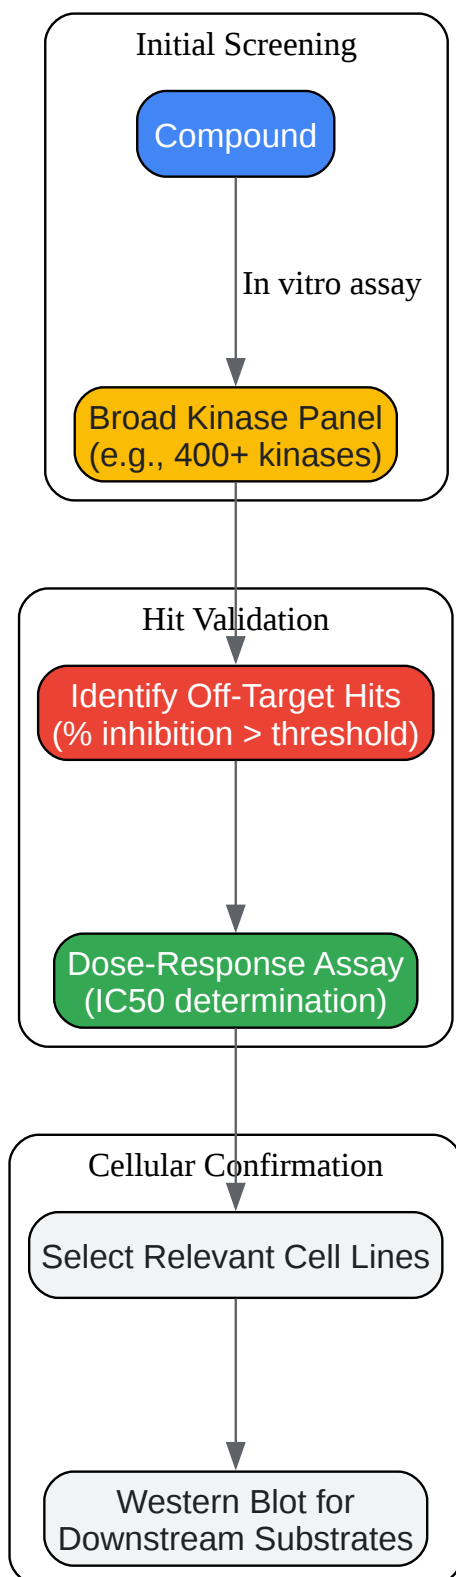 Initial Screening
Compound
In vitro assay
Broad Kinase Panel
(e.g., 400+ kinases)
Hit Validation
Identify Off-Target Hits
(% inhibition > threshold)
Dose-Response Assay
(IC50 determination)
Cellular Confirmation
Select Relevant Cell Lines
Western Blot for
Downstream Substrates